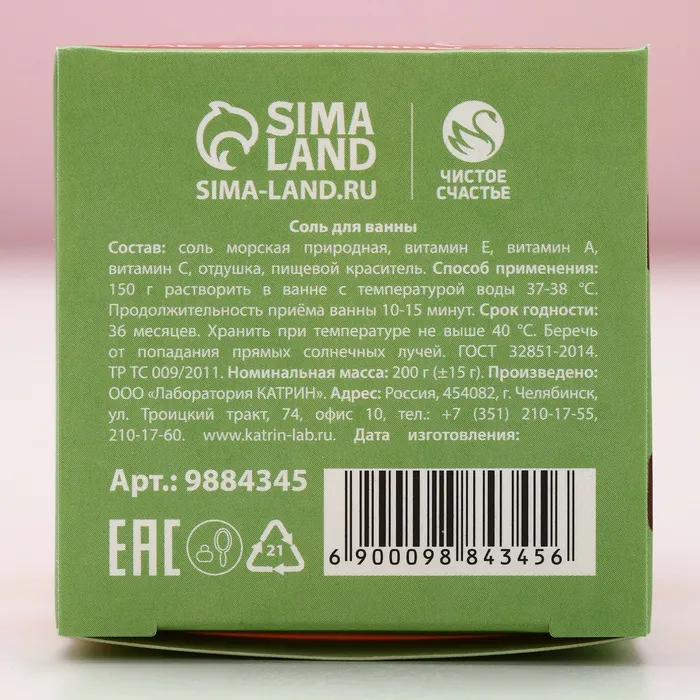 SIMA
LAND
SIMA-LAND.RU
ЧИСТОЕ
СЧАСТЬЕ
Соль для ванны
Состав: соль морская природная, витамин Е, витамин А,
витамин С, отдушка, пищевой краситель. Способ применения:
150 г растворить в ванне с температурой воды 37-38 °С.
Продолжительность приёма ванны 10-15 минут. Срок годности:
36 месяцев. Хранить при температуре не выше 40 °С. Беречь
от попадания прямых солнечных лучей. ГОСТ 32851-2014.
ТР ТС 009/2011. Номинальная масса: 200 г (±15 г). Произведено:
ООО «Лаборатория КАТРИН». Адрес: Россия, 454082, г. Челябинск,
ул. Троицкий тракт, 74, офис 10, тел.: +7 (351) 210-17-55,
210-17-60. www.katrin-lab.ru. Дата изготовления:
Арт.: 9884345
EAC
21
6 900098 843456